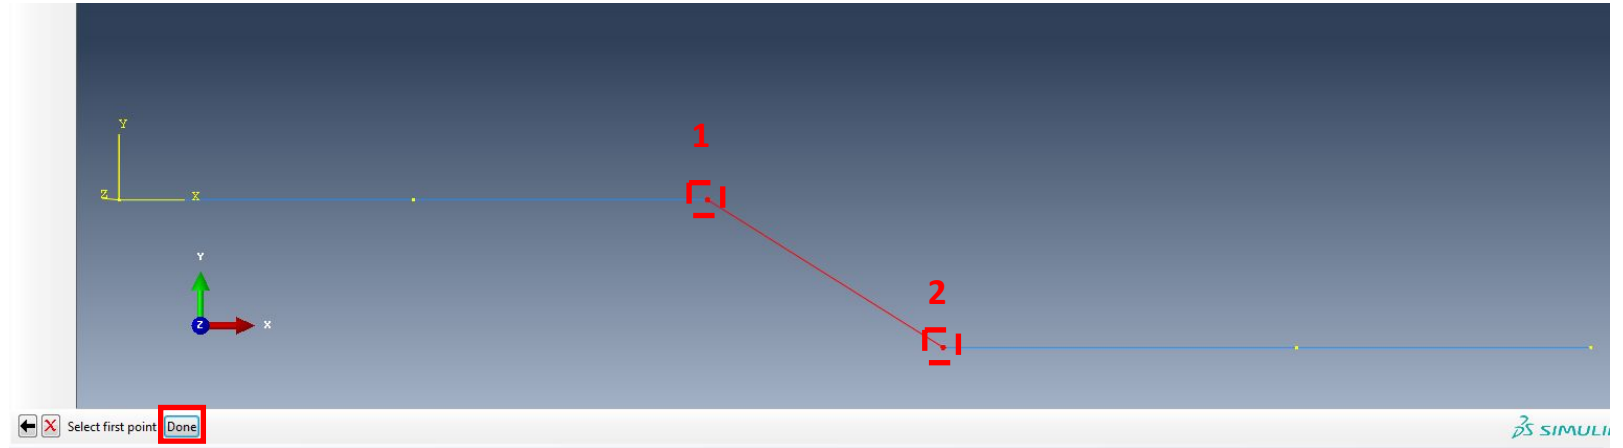 Y
1
Z X
Y
2
Z X
Select first point Done
SIMULI